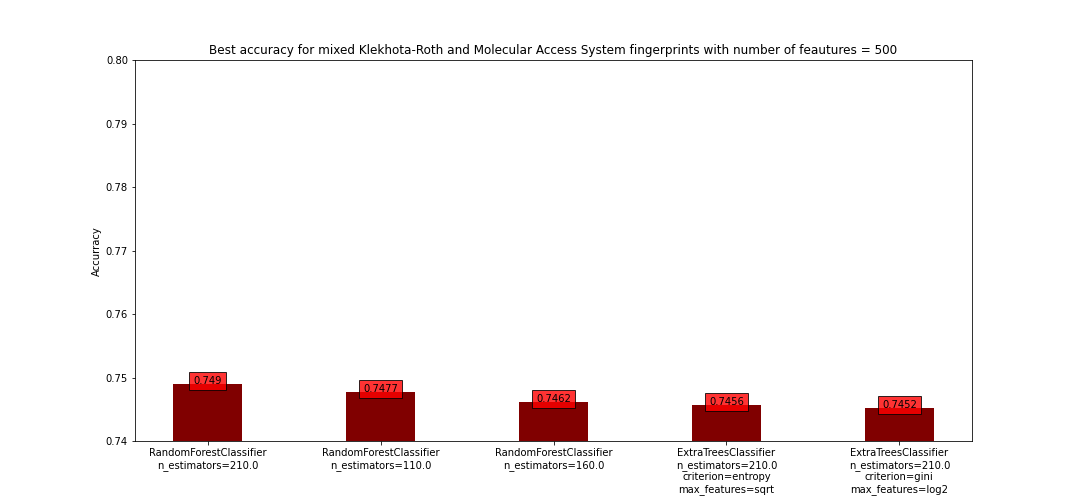 Best accuracy for mixed Klekhota-Roth and Molecular Access System fingerprints with number of feautures = 500
Accurracy
0.80
0.79
0.78
0.77
0.76
0.75
0.74
0.749
0.7477
0.7462
0.7456
0.7452
RandomForestClassifier
n_estimators=210.0
RandomForestClassifier
n_estimators=110.0
RandomForestClassifier
n_estimators=160.0
ExtraTreesClassifier
n_estimators=210.0
criterion=entropy
max_features=sqrt
ExtraTreesClassifier
n_estimators=210.0
criterion=gini
max_features=log2